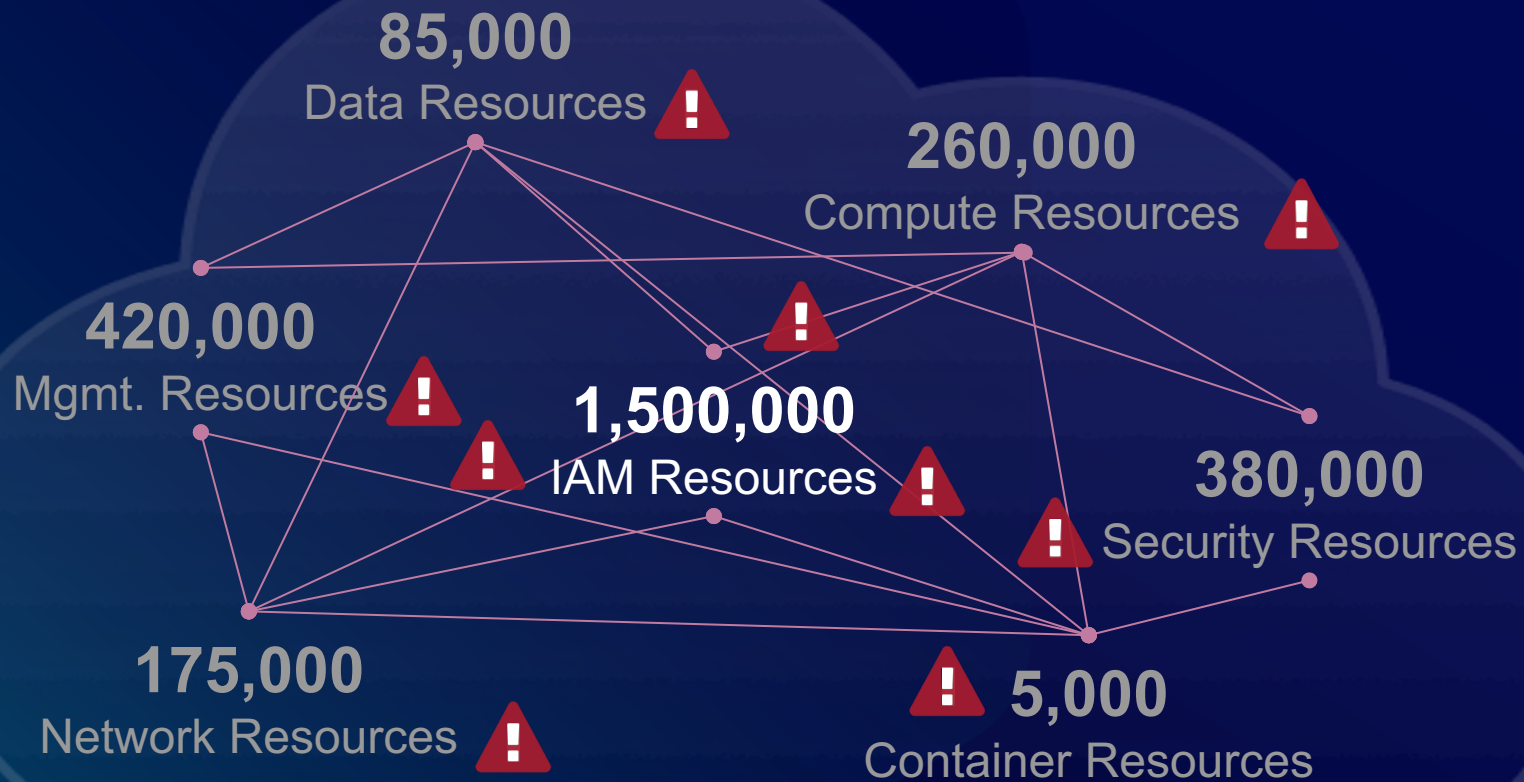 85,000
Data Resources
260,000
Compute Resources
420,000
Mgmt. Resources
1,500,000
IAM Resources
380,000
Security Resources
175,000
Network Resources
5,000
Container Resources